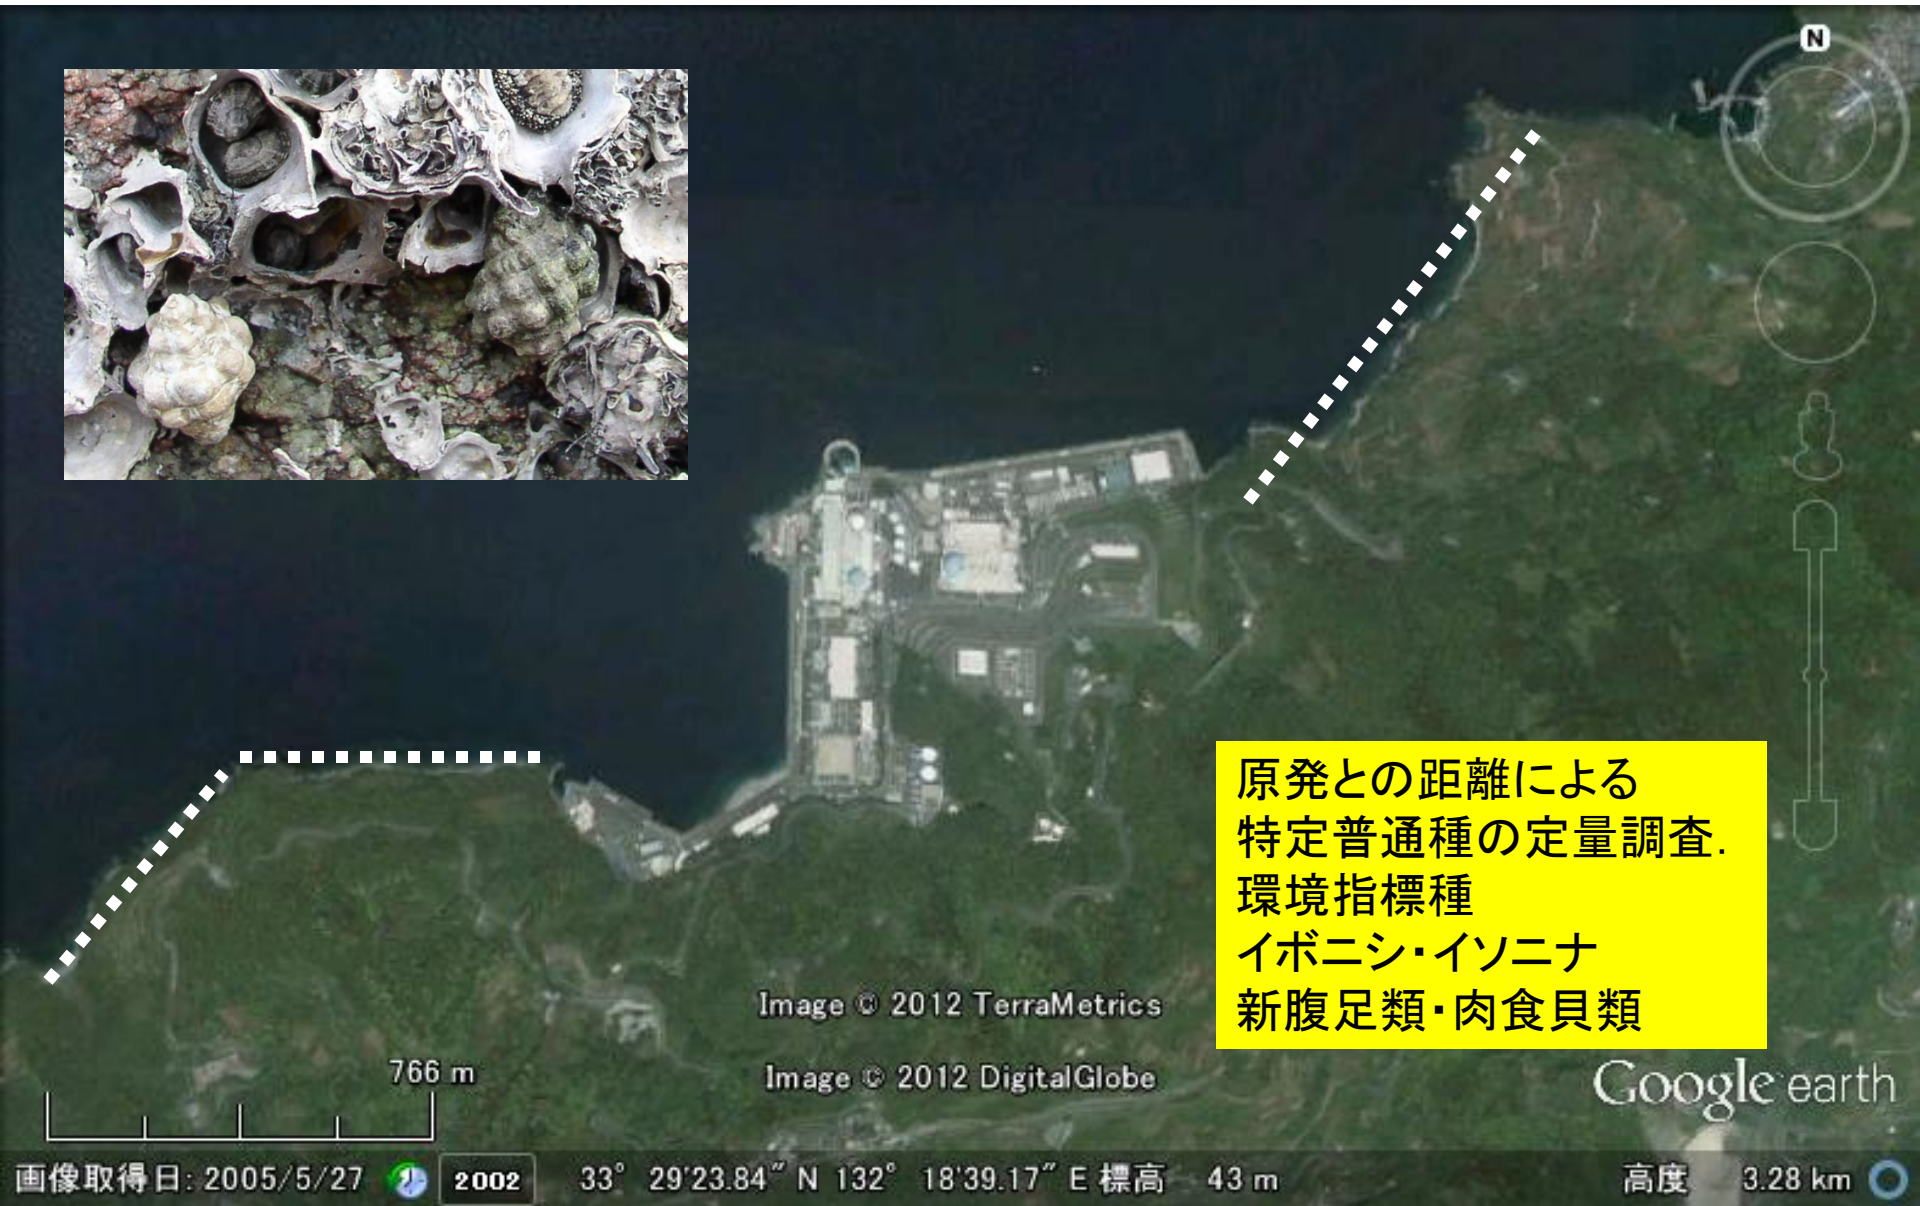 N
原発との距離による
特定普通種の定量調査.
環境指標種
イボニシ・イソニナ
新腹足類・肉食貝類
Image © 2012 TerraMetrics
766 m
Image © 2012 DigitalGlobe
Google earth
画像取得日: 2005/5/27 2002 33° 29'23.84" N 132° 18'39.17" E 標高 43 m 高度 3.28 km